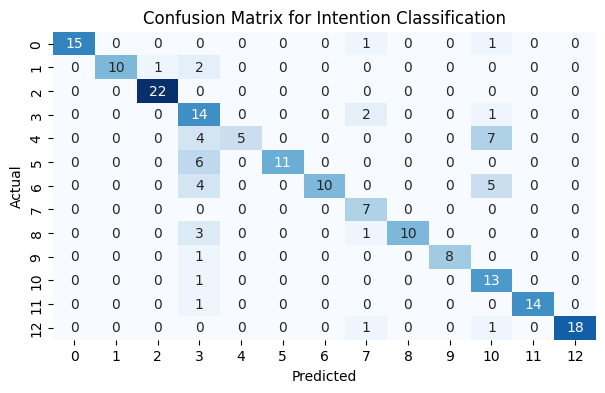 Confusion Matrix for Intention Classification
0 15 0 0 0 0 0 0 1 0 0 1 0 0
1 0 10 1 2 0 0 0 0 0 0 0 0 0
2 0 0 22 0 0 0 0 0 0 0 0 0 0
3 0 0 0 14 0 0 0 2 0 0 1 0 0
4 0 0 0 4 5 0 0 0 0 0 7 0 0
5 0 0 0 6 0 11 0 0 0 0 0 0 0
6 0 0 0 4 0 0 10 0 0 0 5 0 0
7 0 0 0 0 0 0 0 7 0 0 0 0 0
8 0 0 0 3 0 0 0 1 10 0 0 0 0
9 0 0 0 1 0 0 0 0 0 8 0 0 0
10 0 0 0 1 0 0 0 0 0 0 13 0 0
11 0 0 0 1 0 0 0 0 0 0 0 14 0
12 0 0 0 0 0 0 0 1 0 0 1 0 18
Actual
0 1 2 3 4 5 6 7 8 9 10 11 12
Predicted